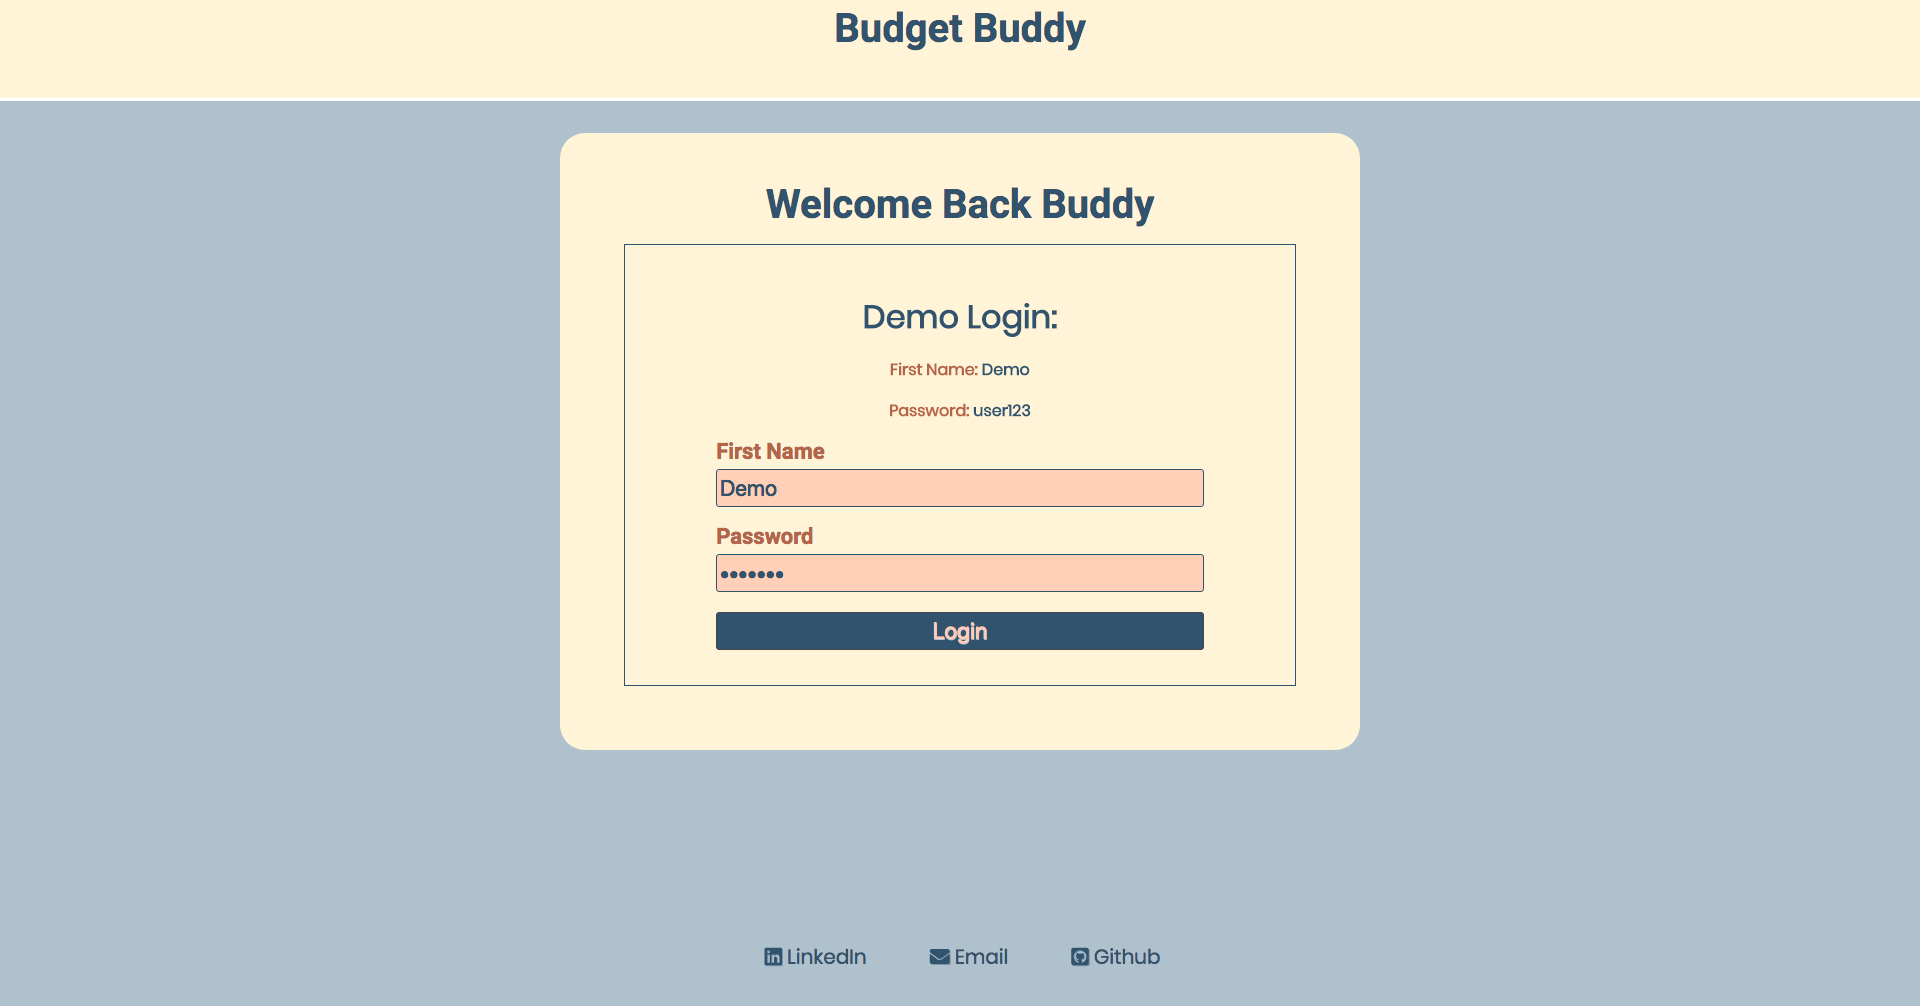 Budget Buddy
Welcome Back Buddy
Demo Login:
First Name: Demo
Password: user123
First Name
Demo
Password
•••••••
Login
LinkedIn Email Github